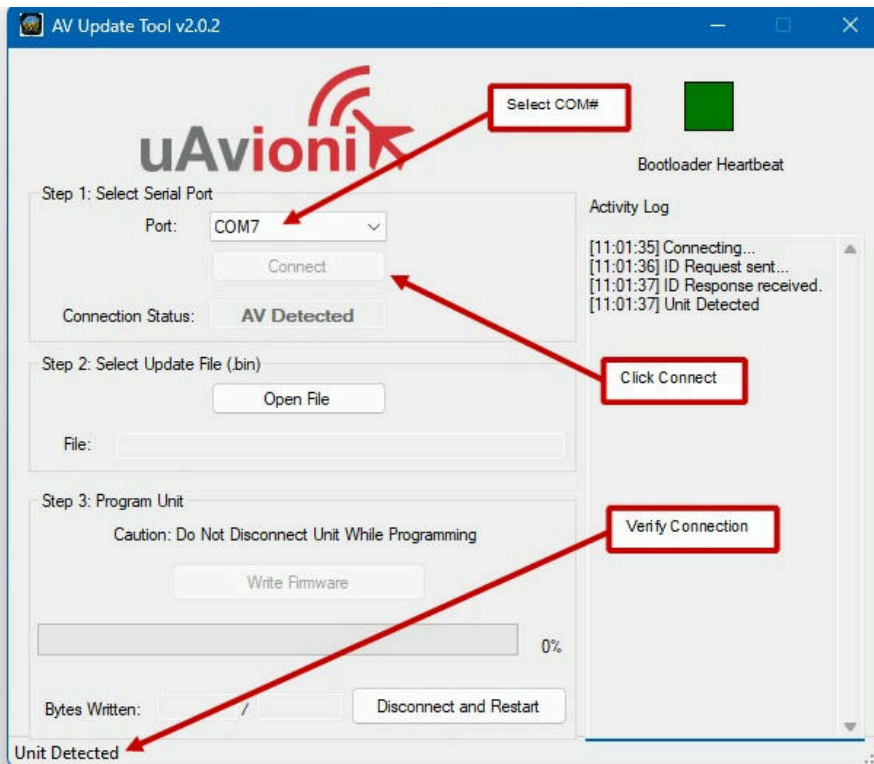 AV Update Tool v2.0.2
uAvioni
Select COM#
Bootloader Heartbeat
Step 1: Select Serial Port
Port:
COM7
Connect
Connection Status:
AV Detected
Activity Log
[11:01:35] Connecting...
[11:01:36] ID Request sent...
[11:01:37] ID Response received.
[11:01:37] Unit Detected
Click Connect
Step 2: Select Update File (.bin)
Open File
File:
Step 3: Program Unit
Caution: Do Not Disconnect Unit While Programming
Verify Connection
Write Firmware
0%
Bytes Written:
/
Disconnect and Restart
Unit Detected